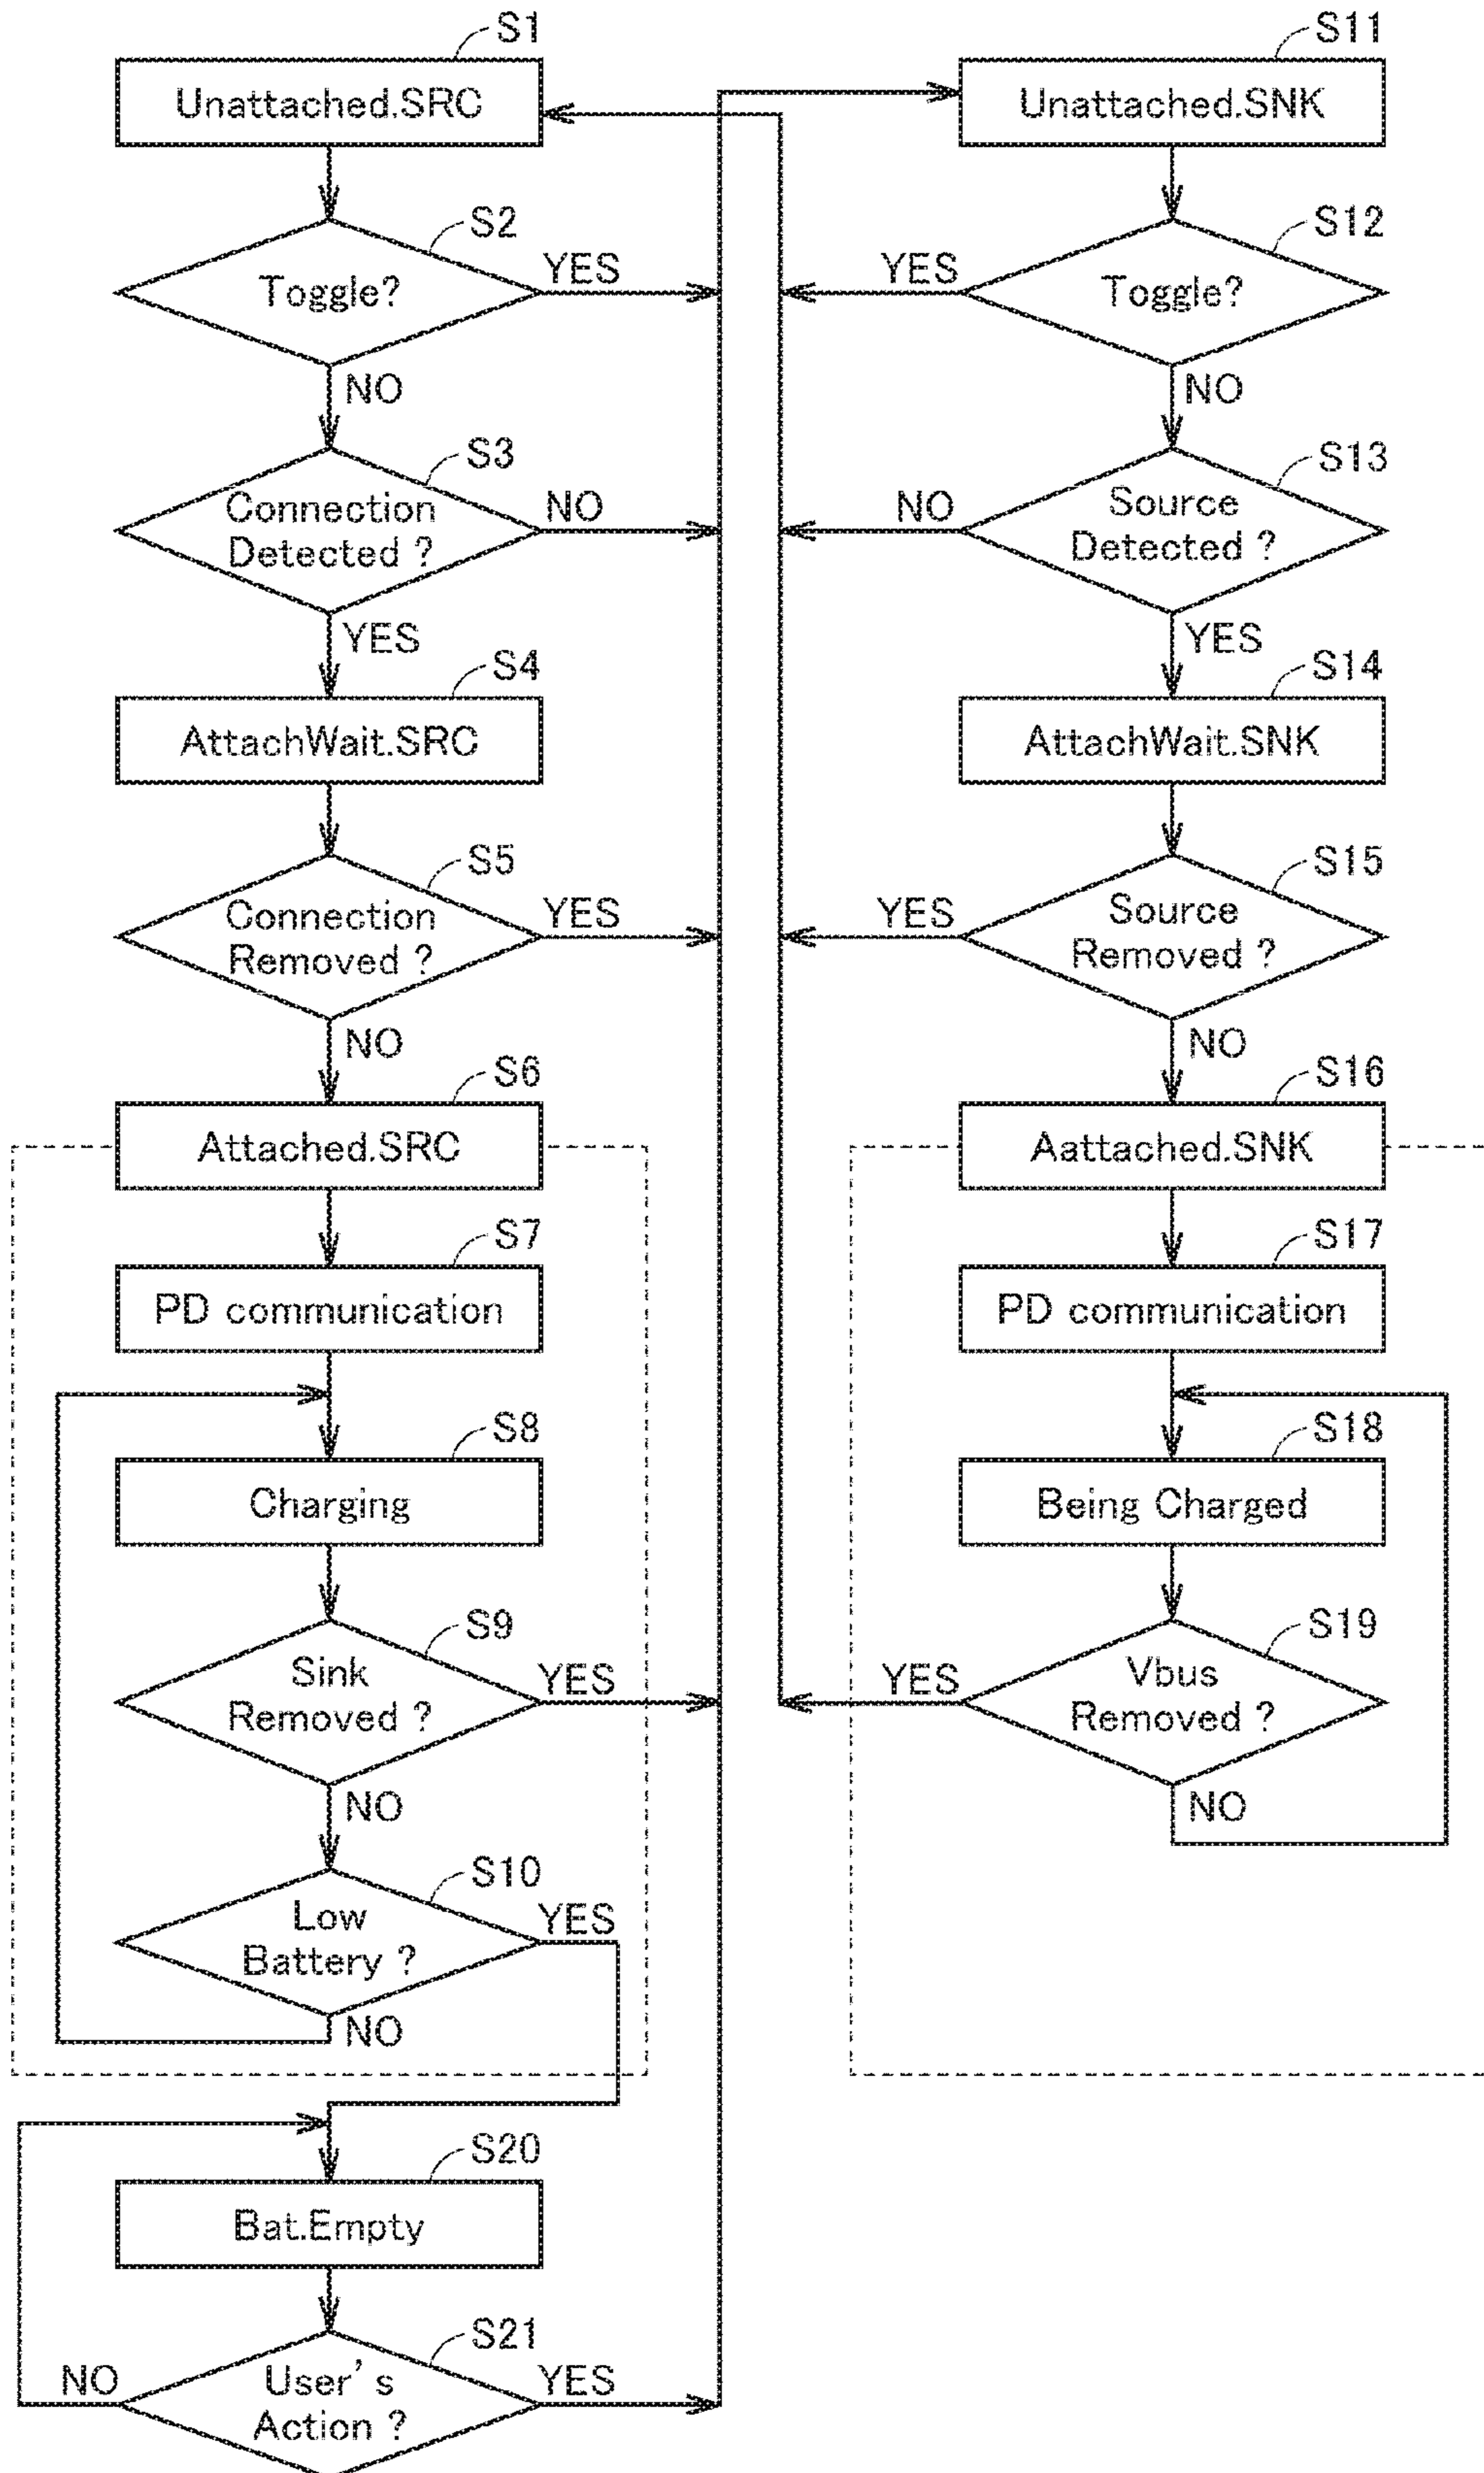 S1
Unattached.SRC
S2
Toggle?
YES
NO
S3
Connection
Detected ?
NO
YES
S4
AttachWait.SRC
S5
Connection
Removed ?
YES
NO
S6
Attached.SRC
S7
PD communication
S8
Charging
S9
Sink
Removed ?
YES
NO
S10
Low
Battery ?
YES
NO
S20
Bat.Empty
S21
User's
Action ?
NO
YES
S11
Unattached.SNK
S12
Toggle?
YES
NO
S13
Source
Detected ?
NO
YES
S14
AttachWait.SNK
S15
Source
Removed ?
YES
NO
S16
Aattached.SNK
S17
PD communication
S18
Being Charged
S19
Vbus
Removed ?
YES
NO